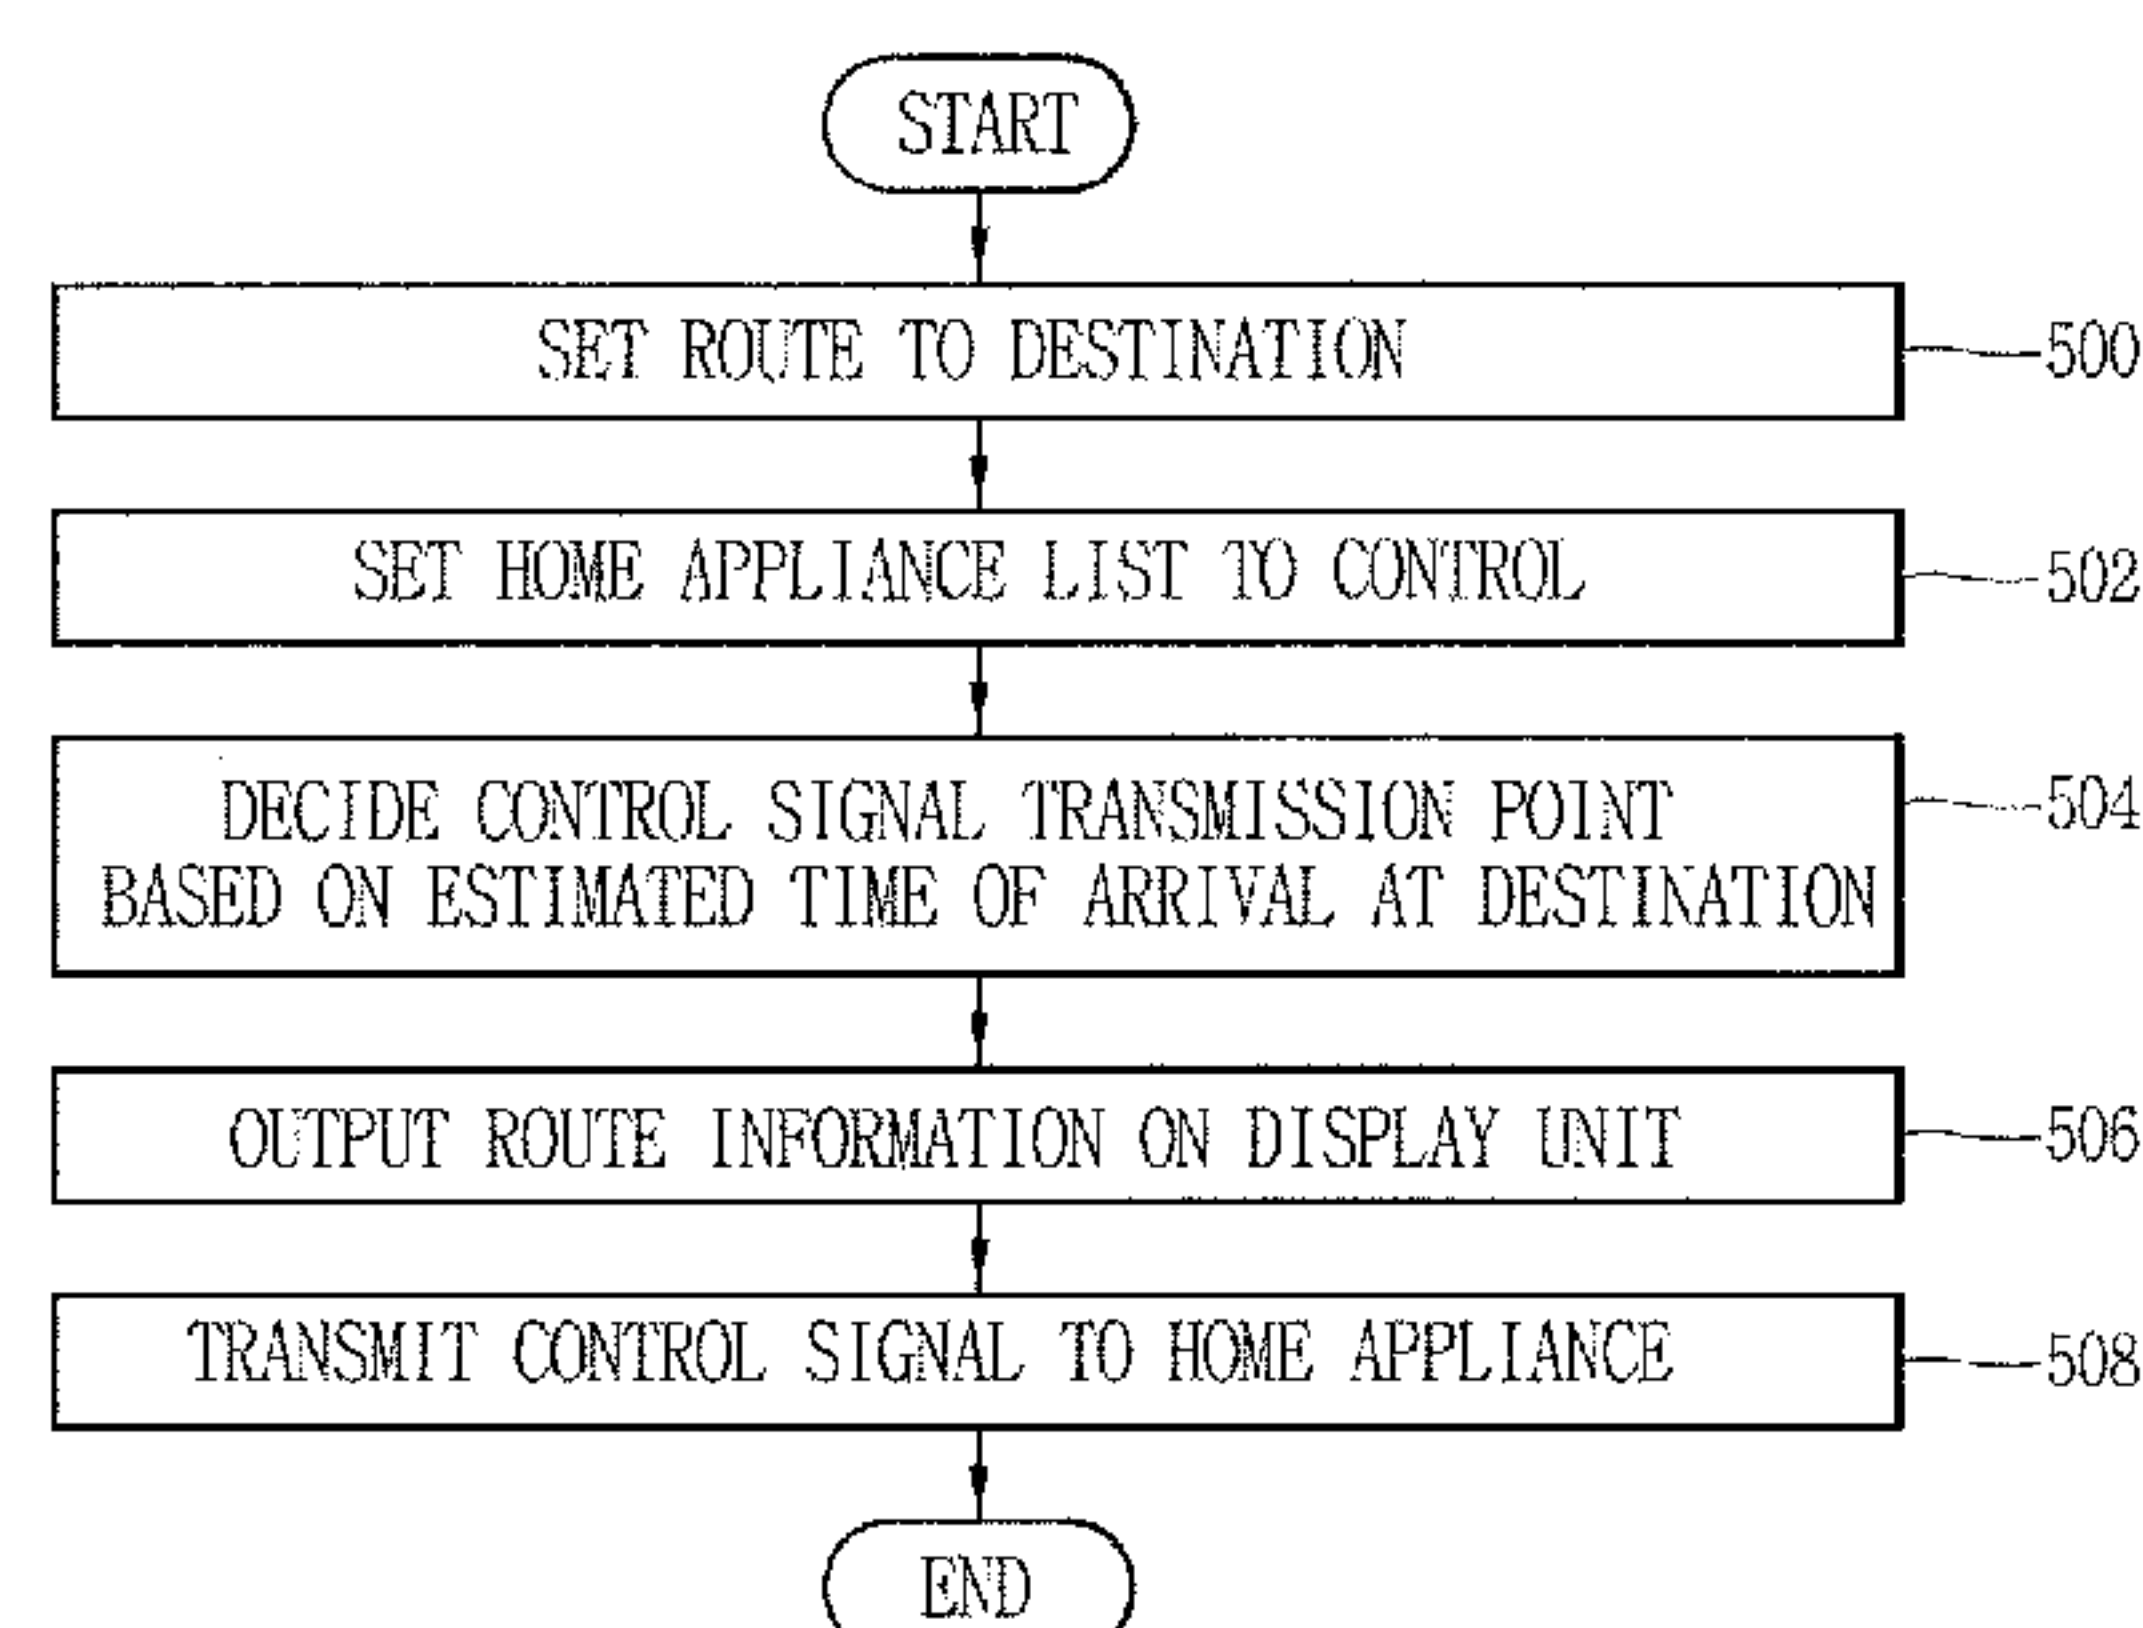 START
SET ROUTE TO DESTINATION
500
SET HOME APPLIANCE LIST TO CONTROL
502
DECIDE CONTROL SIGNAL TRANSMISSION POINT
504
BASED ON ESTIMATED TIME OF ARRIVAL AT DESTINATION
OUTPUT ROUTE INFORMATION ON DISPLAY UNIT
506
TRANSMIT CONTROL SIGNAL TO HOME APPLIANCE
508
END